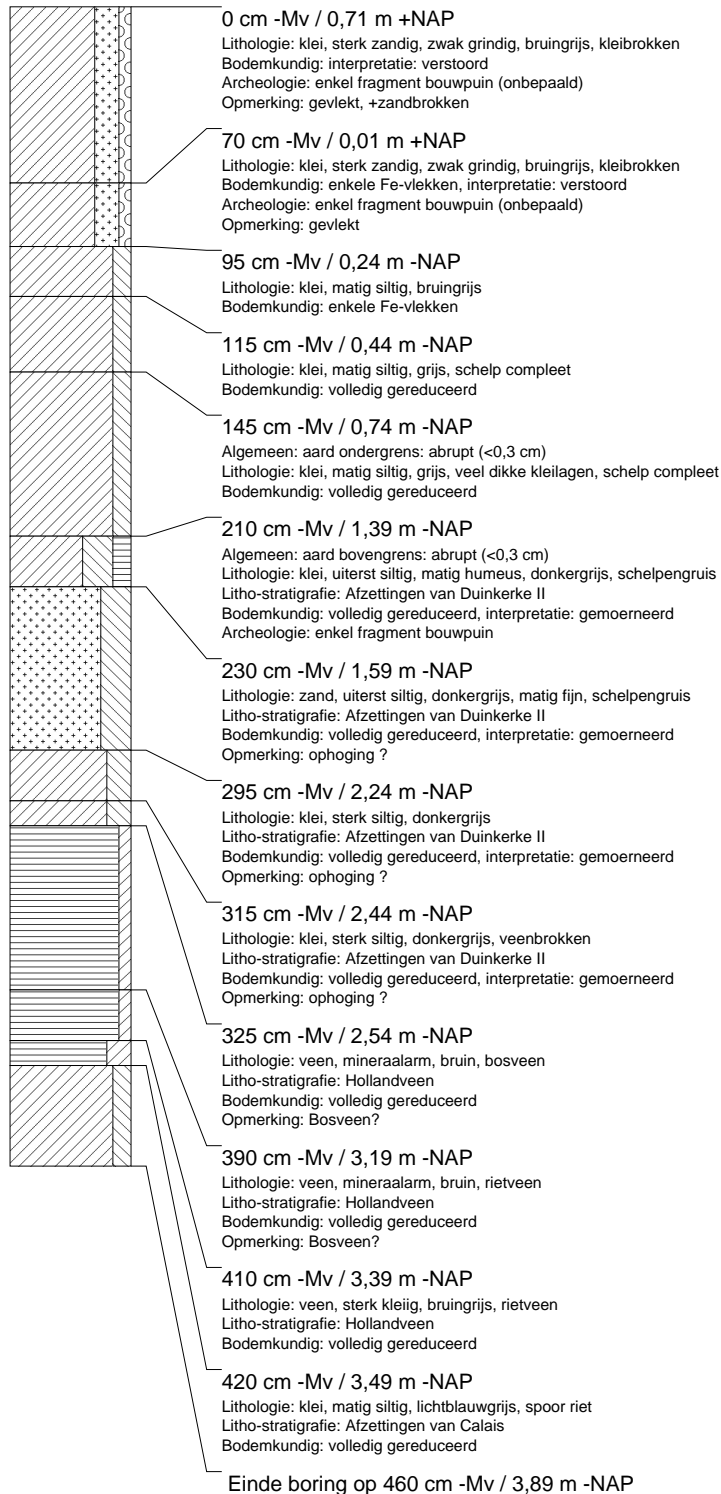 0 cm -Mv / 0,71 m +NAP
Lithologie: klei, sterk zandig, zwak grindig, bruingrijs, kleibrokken
Bodemkundig: interpretatie: verstoord
Archeologie: enkel fragment bouwpuin (onbepaald)
Opmerking: gevlekt, +zandbrokken
70 cm -Mv / 0,01 m +NAP
Lithologie: klei, sterk zandig, zwak grindig, bruingrijs, kleibrokken
Bodemkundig: enkele Fe-vlekken, interpretatie: verstoord
Archeologie: enkel fragment bouwpuin (onbepaald)
Opmerking: gevlekt
95 cm -Mv / 0,24 m -NAP
Lithologie: klei, matig siltig, bruingrijs
Bodemkundig: enkele Fe-vlekken
115 cm -Mv / 0,44 m -NAP
Lithologie: klei, matig siltig, grijs, schelp compleet
Bodemkundig: volledig gereduceerd
145 cm -Mv / 0,74 m -NAP
Algemeen: aard ondergrens: abrupt (<0,3 cm)
Lithologie: klei, matig siltig, grijs, veel dikke kleilagen, schelp compleet
Bodemkundig: volledig gereduceerd
210 cm -Mv / 1,39 m -NAP
Algemeen: aard bovengrens: abrupt (<0,3 cm)
Lithologie: klei, uiterst siltig, matig humeus, donkergrijs, schelpengruis
Litho-stratigrafie: Afzettingen van Duinkerke II
Bodemkundig: volledig gereduceerd, interpretatie: gemoerneerd
Archeologie: enkel fragment bouwpuin
230 cm -Mv / 1,59 m -NAP
Lithologie: zand, uiterst siltig, donkergrijs, matig fijn, schelpengruis
Litho-stratigrafie: Afzettingen van Duinkerke II
Bodemkundig: volledig gereduceerd, interpretatie: gemoerneerd
Opmerking: ophoging ?
295 cm -Mv / 2,24 m -NAP
Lithologie: klei, sterk siltig, donkergrijs
Litho-stratigrafie: Afzettingen van Duinkerke II
Bodemkundig: volledig gereduceerd, interpretatie: gemoerneerd
Opmerking: ophoging ?
315 cm -Mv / 2,44 m -NAP
Lithologie: klei, sterk siltig, donkergrijs, veenbrokken
Litho-stratigrafie: Afzettingen van Duinkerke II
Bodemkundig: volledig gereduceerd, interpretatie: gemoerneerd
Opmerking: ophoging ?
325 cm -Mv / 2,54 m -NAP
Lithologie: veen, mineraalarm, bruin, bosveen
Litho-stratigrafie: Hollandveen
Bodemkundig: volledig gereduceerd
Opmerking: Bosveen?
390 cm -Mv / 3,19 m -NAP
Lithologie: veen, mineraalarm, bruin, rietveen
Litho-stratigrafie: Hollandveen
Bodemkundig: volledig gereduceerd
Opmerking: Bosveen?
410 cm -Mv / 3,39 m -NAP
Lithologie: veen, sterk kleiig, bruingrijs, rietveen
Litho-stratigrafie: Hollandveen
Bodemkundig: volledig gereduceerd
420 cm -Mv / 3,49 m -NAP
Lithologie: klei, matig siltig, lichtblauwgrijs, spoor riet
Litho-stratigrafie: Afzettingen van Calais
Bodemkundig: volledig gereduceerd
Einde boring op 460 cm -Mv / 3,89 m -NAP